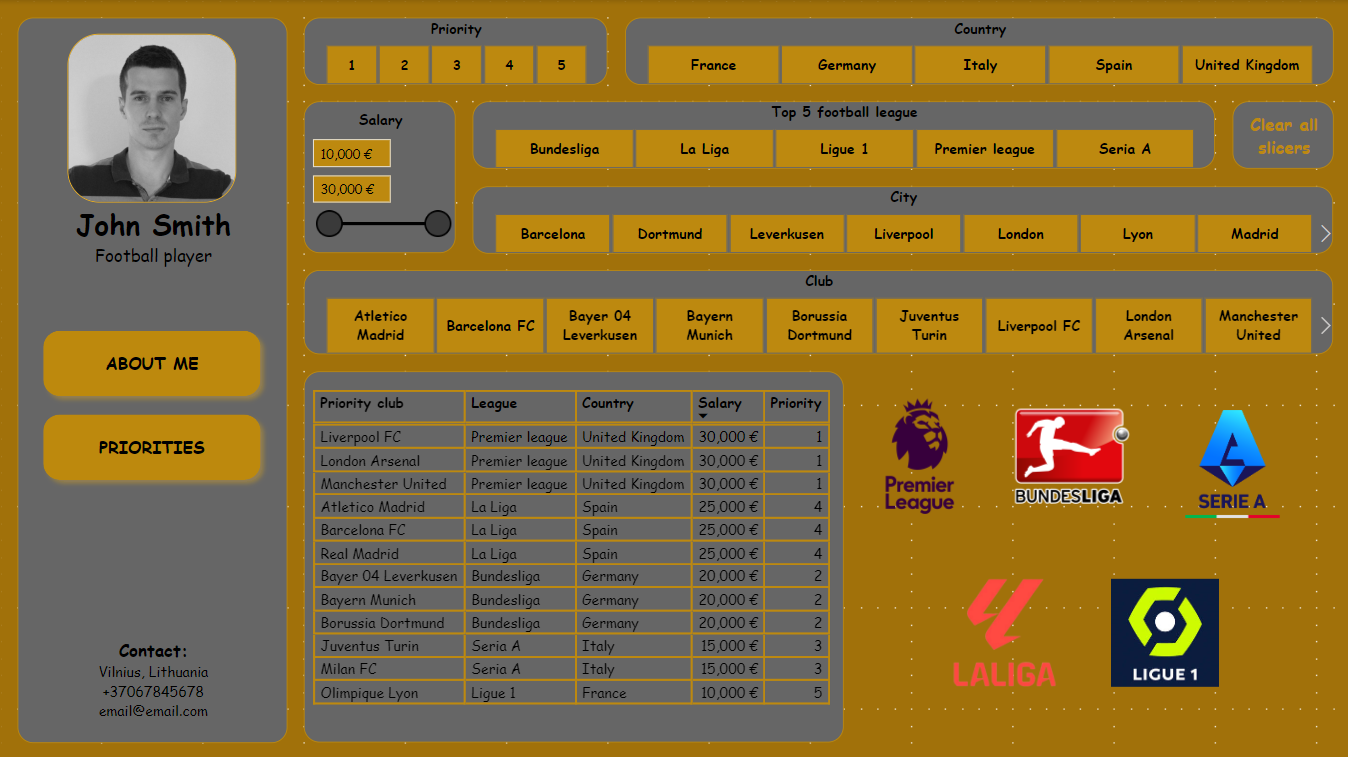 John Smith
Football player
ABOUT ME
PRIORITIES
Contact:
Vilnius, Lithuania
+37067845678
email@email.com
Priority
1 2 3 4 5
Country
France Germany Italy Spain United Kingdom
Salary
10,000 €
30,000 €
Top 5 football league
Bundesliga La Liga Ligue 1 Premier league Seria A
Clear all
slicers
City
Barcelona Dortmund Leverkusen Liverpool London Lyon Madrid
Club
Atletico
Madrid
Barcelona FC
Bayer 04
Leverkusen
Bayern
Munich
Borussia
Dortmund
Juventus
Turin
Liverpool FC
London
Arsenal
Manchester
United
Priority club League Country Salary Priority
Liverpool FC Premier league United Kingdom 30,000 € 1
London Arsenal Premier league United Kingdom 30,000 € 1
Manchester United Premier league United Kingdom 30,000 € 1
Atletico Madrid La Liga Spain 25,000 € 4
Barcelona FC La Liga Spain 25,000 € 4
Real Madrid La Liga Spain 25,000 € 4
Bayer 04 Leverkusen Bundesliga Germany 20,000 € 2
Bayern Munich Bundesliga Germany 20,000 € 2
Borussia Dortmund Bundesliga Germany 20,000 € 2
Juventus Turin Seria A Italy 15,000 € 3
Milan FC Seria A Italy 15,000 € 3
Olimpique Lyon Ligue 1 France 10,000 € 5
Premier
League
BUNDESLIGA
SERIE A
LALIGA
LIGUE 1